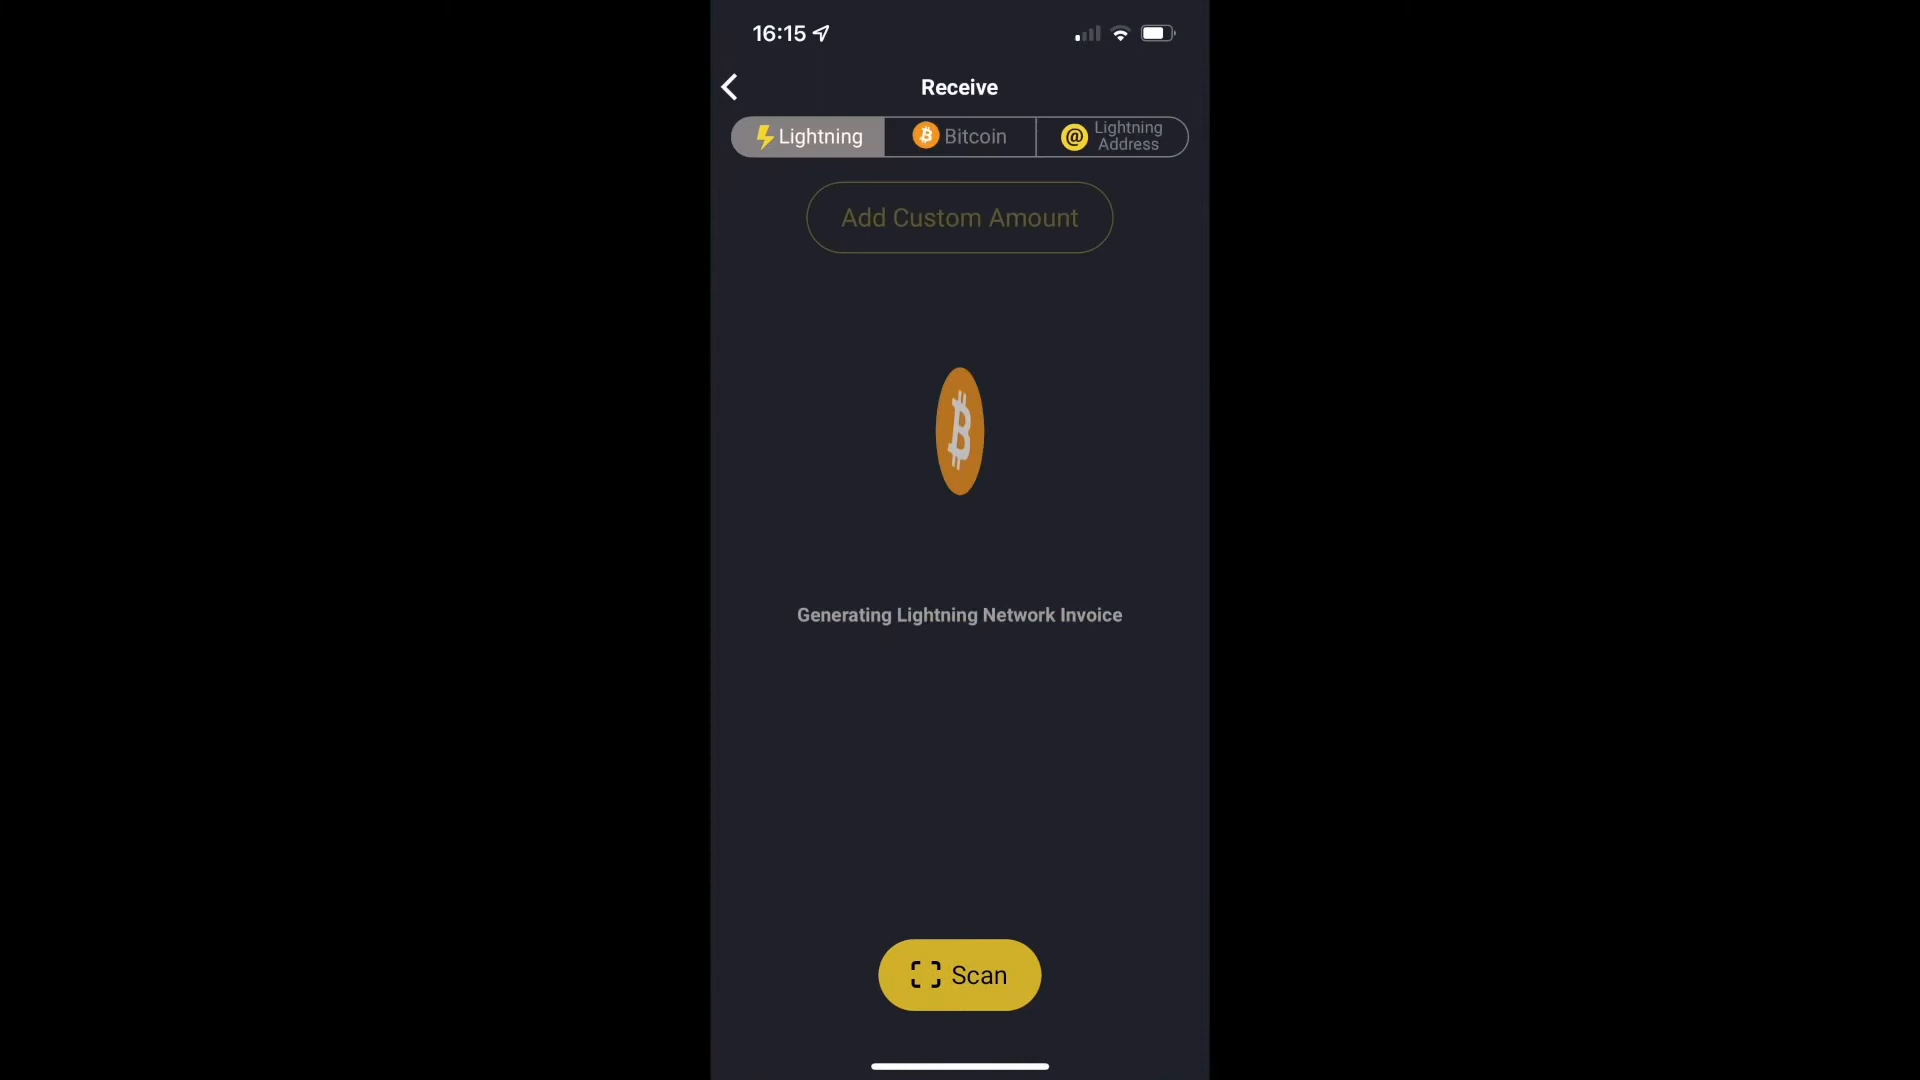 16:15
Receive
Lightning
Bitcoin
Lightning
Address
Add Custom Amount
Generating Lightning Network Invoice
Scan